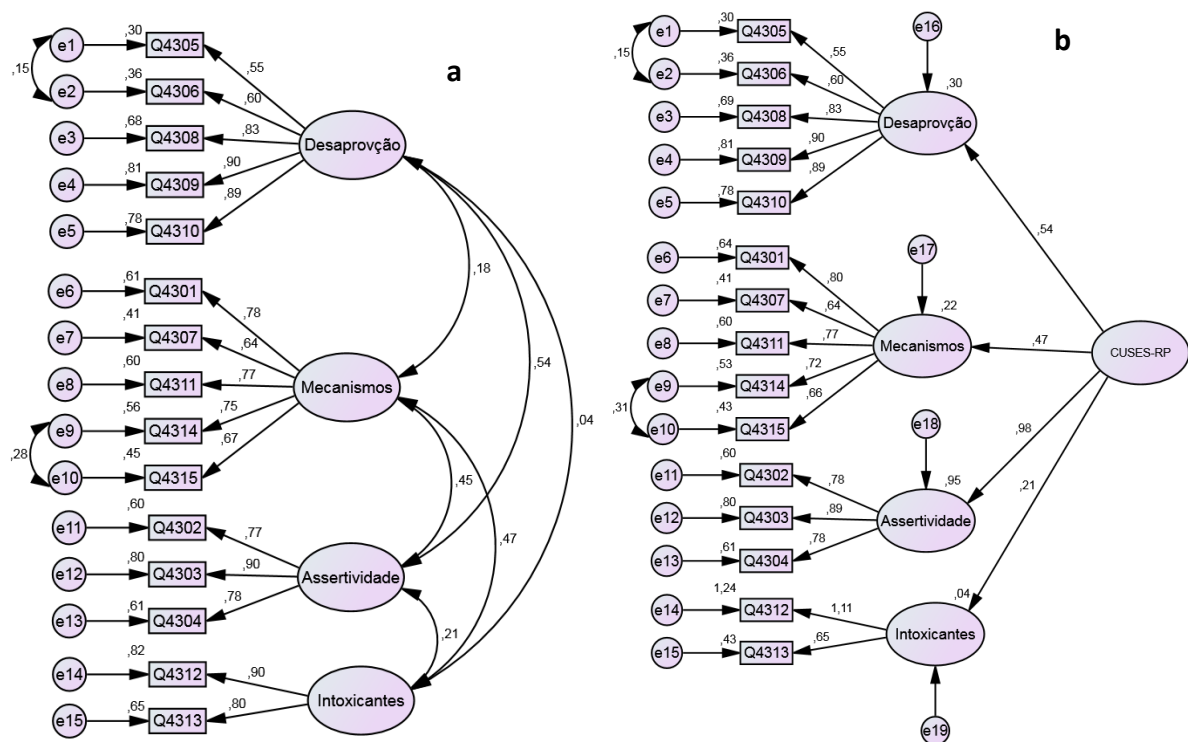 a
e1
,30
Q4305
,55
,15
e2
,36
Q4306
,60
e3
,68
Q4308
,83
Desaprovção
e4
,81
Q4309
,90
e5
,78
Q4310
,89
,18
,54
,04
e6
,61
Q4301
,78
e7
,41
Q4307
,64
e8
,60
Q4311
,77
Mecanismos
e9
,56
Q4314
,75
,28
e10
,45
Q4315
,67
,45
,47
e11
,60
Q4302
,77
e12
,80
Q4303
,90
Assertividade
e13
,61
Q4304
,78
,21
e14
,82
Q4312
,90
Intoxicantes
e15
,65
Q4313
,80
b
e16
e1
,30
Q4305
,55
,15
e2
,36
Q4306
,60
,30
e3
,69
Q4308
,83
Desaprovção
e4
,81
Q4309
,90
e5
,78
Q4310
,89
,54
e17
e6
,64
Q4301
,80
e7
,41
Q4307
,64
,22
e8
,60
Q4311
,77
Mecanismos
,47
CUSES-RP
e9
,53
Q4314
,72
,31
e10
,43
Q4315
,66
e18
,98
,21
e11
,60
Q4302
,78
,95
e12
,80
Q4303
,89
Assertividade
e13
,61
Q4304
,78
e14
1,24
Q4312
1,11
,04
Intoxicantes
e15
,43
Q4313
,65
e19